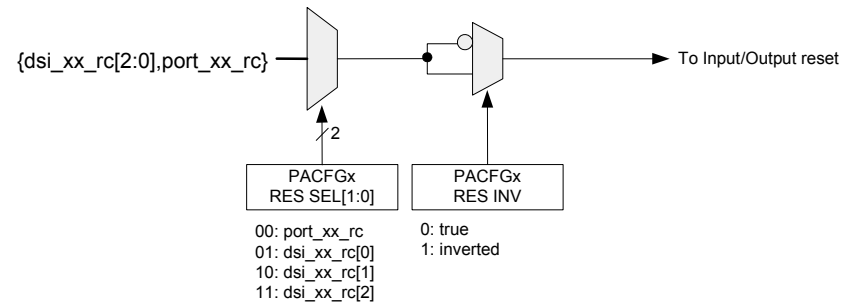 {dsi_xx_rc[2:0],port_xx_rc}
To Input/Output reset
2
PACFGx
RES SEL[1:0]
PACFGx
RES INV
00: port_xx_rc
01: dsi_xx_rc[0]
10: dsi_xx_rc[1]
11: dsi_xx_rc[2]
0: true
1: inverted